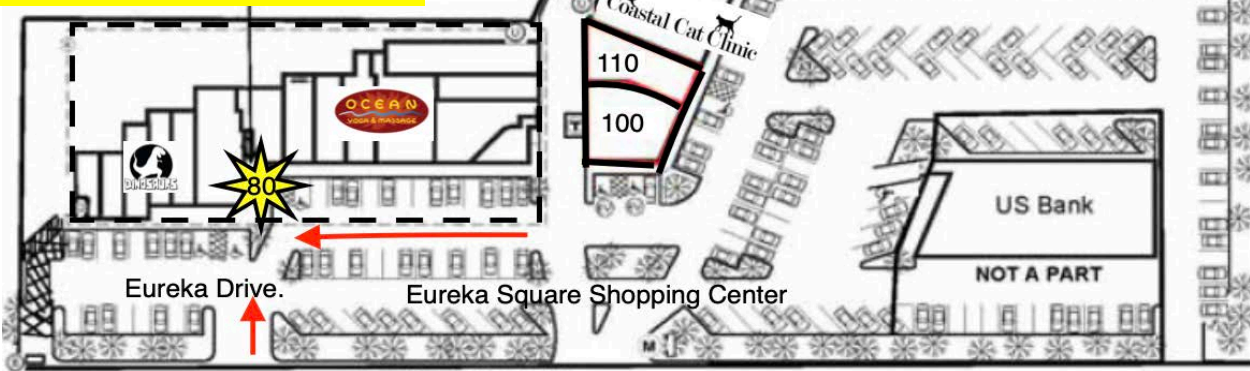 Coastal Cat Clinic
110
OCEAN
YOGA & MASSAGE
100
T
DINOSAURS
80
US Bank
NOT A PART
Eureka Drive.
Eureka Square Shopping Center
M